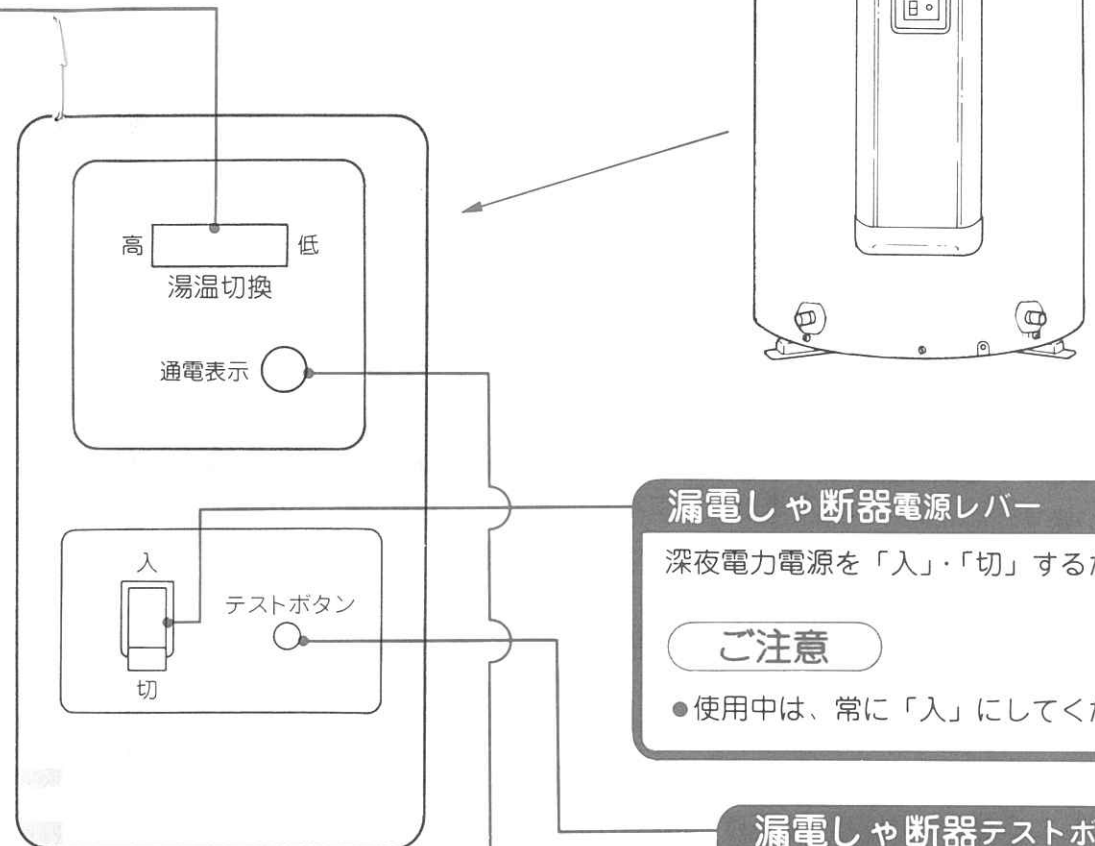 高
低
湯温切換
通電表示
入
テストボタン
切
漏電しゃ断器電源レバー
深夜電力電源を「入」・「切」する
ご注意
●使用中は、常に「入」にしてくだ
漏電しゃ断器テストボ